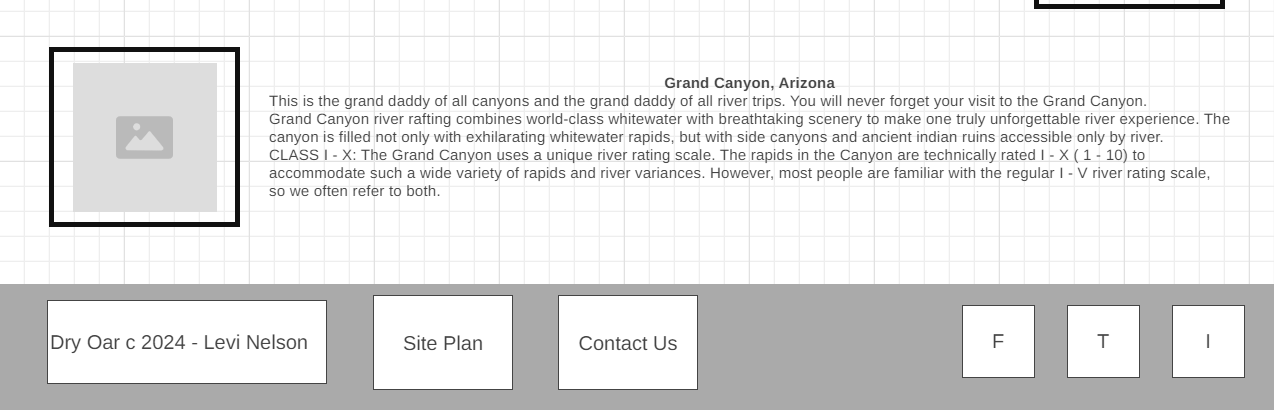 Grand Canyon, Arizona
This is the grand daddy of all canyons and the grand daddy of all river trips. You will never forget your visit to the Grand Canyon.
Grand Canyon river rafting combines world-class whitewater with breathtaking scenery to make one truly unforgettable river experience. The
canyon is filled not only with exhilarating whitewater rapids, but with side canyons and ancient indian ruins accessible only by river.
CLASS I - X: The Grand Canyon uses a unique river rating scale. The rapids in the Canyon are technically rated I - X ( 1 - 10) to
accommodate such a wide variety of rapids and river variances. However, most people are familiar with the regular I - V river rating scale,
so we often refer to both.
Dry Oar c 2024 - Levi Nelson
Site Plan
Contact Us
F
T
I